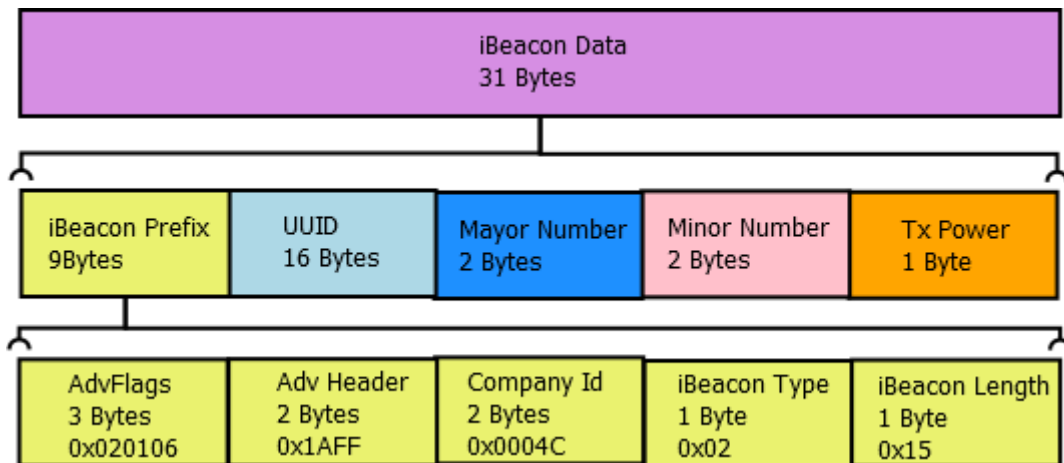 iBeacon Data
31 Bytes
iBeacon Prefix
9Bytes
UUID
16 Bytes
Mayor Number
2 Bytes
Minor Number
2 Bytes
Tx Power
1 Byte
AdvFlags
3 Bytes
0x020106
Adv Header
2 Bytes
0x1AFF
Company Id
2 Bytes
0x0004C
iBeacon Type
1 Byte
0x02
iBeacon Length
1 Byte
0x15